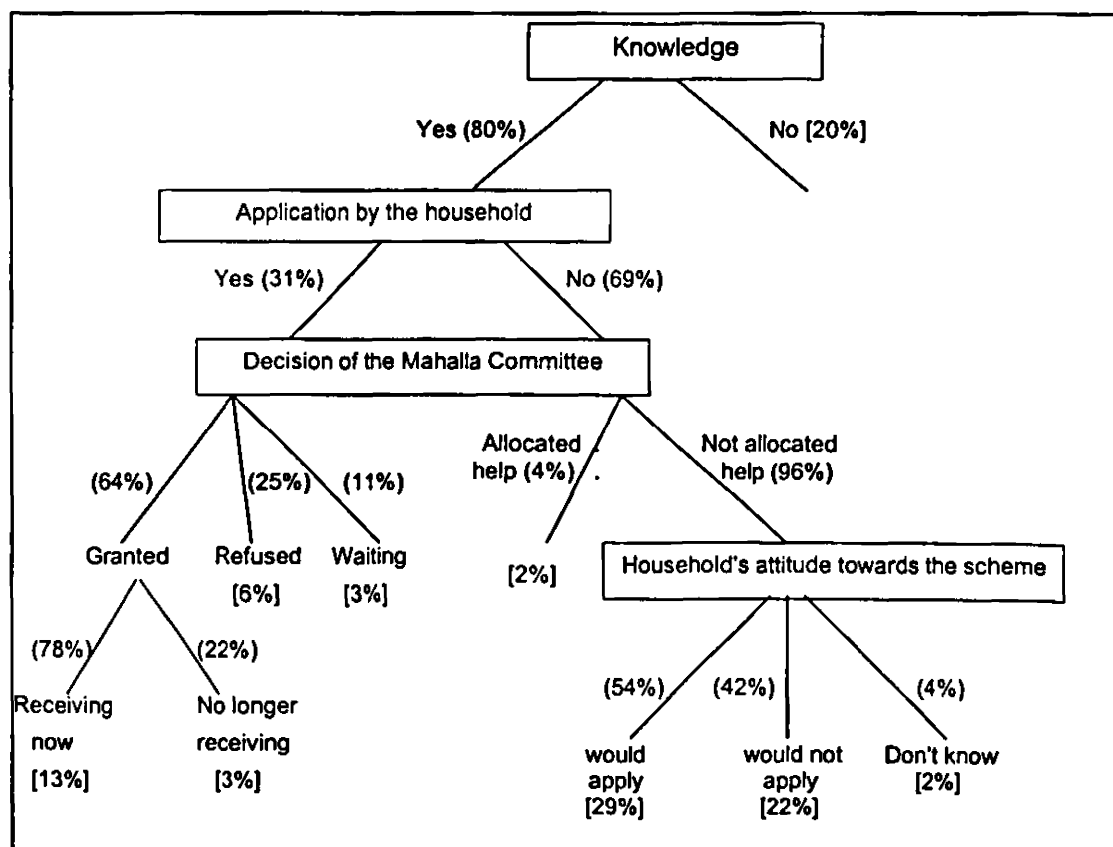 Knowledge
Yes (80%)
No [20%]
Application by the household
Yes (31%)
No (69%)
Decision of the Mahalla Committee
Allocated
help (4%)
Not allocated
help (96%)
(64%)
(25%)
(11%)
Granted
Refused
[6%]
Waiting
[3%]
[2%]
Household's attitude towards the scheme
(78%)
(22%)
Receiving
now
[13%]
No longer
receiving
[3%]
(54%)
(42%)
(4%)
would
apply
[29%]
would not
apply
[22%]
Don't know
[2%]